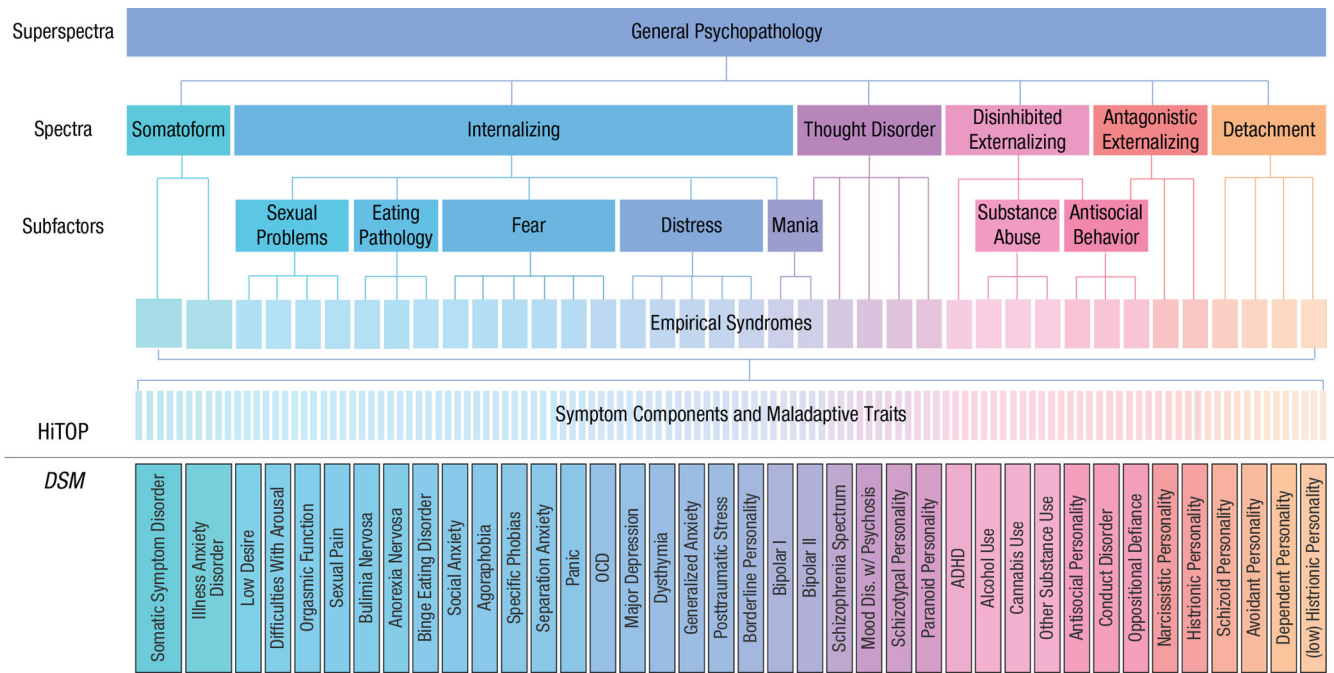 Superspectra
General Psychopathology
Spectra
Somatoform
Internalizing
Thought Disorder
Disinhibited
Externalizing
Antagonistic
Externalizing
Detachment
Subfactors
Sexual
Problems
Eating
Pathology
Fear
Distress
Mania
Substance
Abuse
Antisocial
Behavior
Empirical Syndromes
Symptom Components and Maladaptive Traits
HiTOP
DSM
Somatic Symptom Disorder
Illness Anxiety
Disorder
Low Desire
Difficulties With Arousal
Orgasmic Function
Sexual Pain
Bulimia Nervosa
Anorexia Nervosa
Binge Eating Disorder
Social Anxiety
Agoraphobia
Specific Phobias
Separation Anxiety
Panic
OCD
Major Depression
Dysthymia
Generalized Anxiety
Posttraumatic Stress
Borderline Personality
Bipolar I
Bipolar II
Schizophrenia Spectrum
Mood Dis. w/ Psychosis
Schizotypal Personality
Paranoid Personality
ADHD
Alcohol Use
Cannabis Use
Other Substance Use
Antisocial Personality
Conduct Disorder
Oppositional Defiance
Narcissistic Personality
Histrionic Personality
Schizoid Personality
Avoidant Personality
Dependent Personality
(low) Histrionic Personality